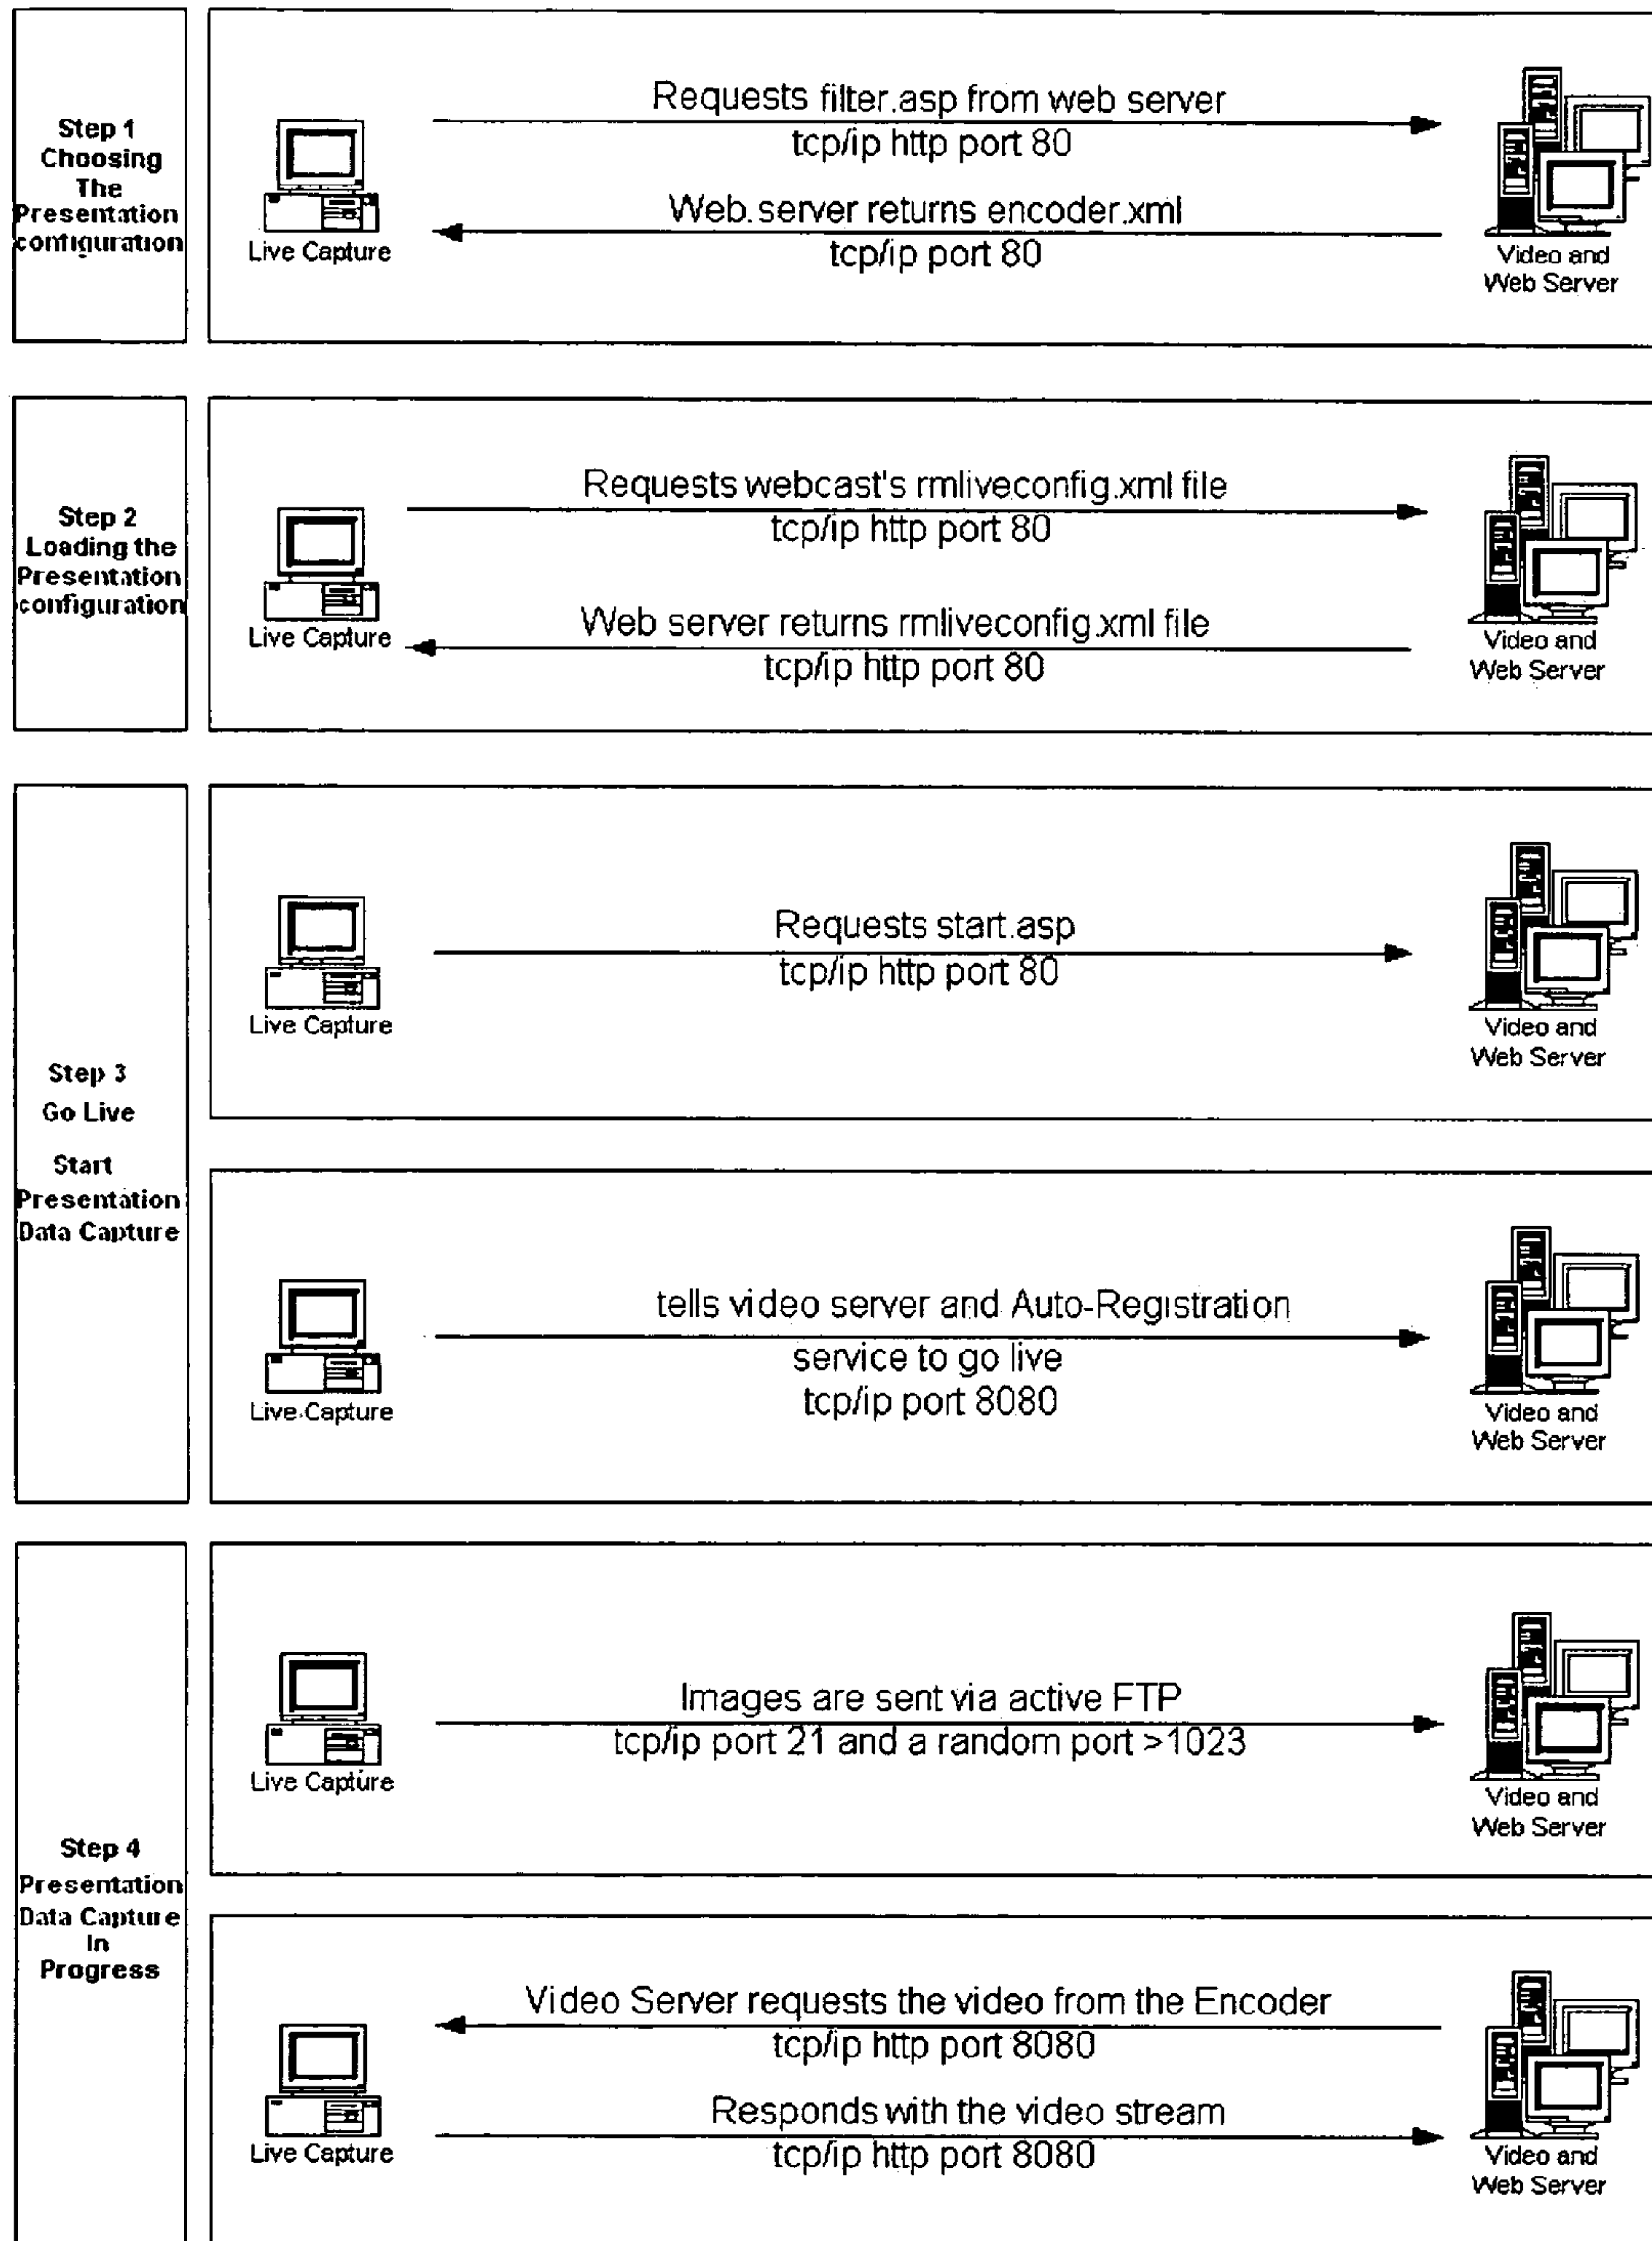 Step 1
Choosing
The
Presentation
configuration
Requests filter.asp from web server
tcp/ip http port 80
Web.server returns encoder.xml
tcp/ip port 80
Live Capture
Video and
Web Server
Step 2
Loading the
Presentation
configuration
Requests webcast's rmliveconfig.xml file
tcp/ip http port 80
Web server returns rmliveconfig.xml file
tcp/ip http port 80
Live Capture
Video and
Web Server
Step 3
Go Live
Start
Presentation
Data Capture
Requests start.asp
tcp/ip http port 80
Live Capture
Video and
Web Server
tells video server and Auto-Registration
service to go live
tcp/ip port 8080
Live Capture
Video and
Web Server
Step 4
Presentation
Data Capture
In
Progress
Images are sent via active FTP
tcp/ip port 21 and a random port >1023
Live Capture
Video and
Web Server
Video Server requests the video from the Encoder
tcp/ip http port 8080
Responds with the video stream
tcp/ip http port 8080
Live Capture
Video and
Web Server